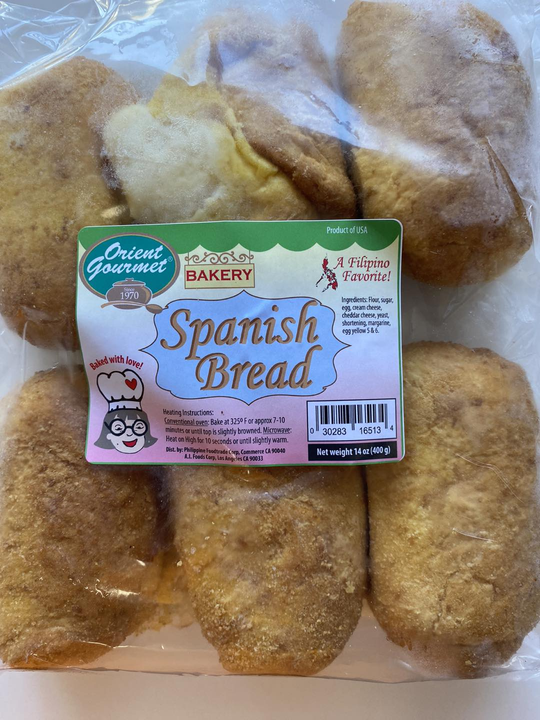 Product of USA
Orient
Gourmet®
Since
1970
BAKERY
A Filipino
Favorite!
Spanish
Bread
Ingredients: Flour, sugar,
egg, cream cheese,
cheddar cheese, yeast,
shortening, margarine,
egg yellow 5 & 6.
Baked with love!
Heating Instructions:
Conventional oven: Bake at 325º F or approx 7-10
minutes or until top is slightly browned. Microwave:
Heat on High for 10 seconds or until slightly warm.
Dist. by: Philippine Foodtrade Corp, Commerce CA 90040
A.I. Foods Corp, Los Angeles CA 90033
0 30283 16513 4
Net weight 14 oz (400 g)